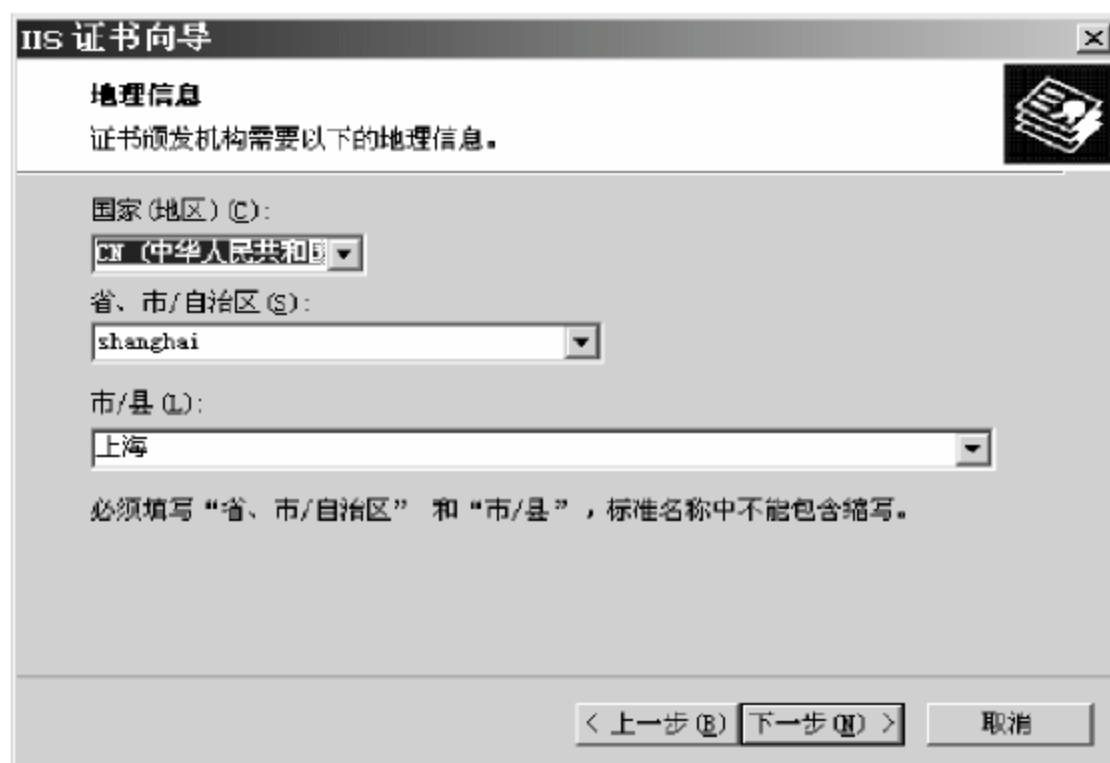 IIS 证书向导
地理信息
证书颁发机构需要以下的地理信息。
国家(地区)(C):
CN (中华人民共和国
省、市/自治区(S):
shanghai
市/县(L):
上海
必须填写“省、市/自治区” 和“市/县”，标准名称中不能包含缩写。
< 上一步(B) 下一步(N) > 取消